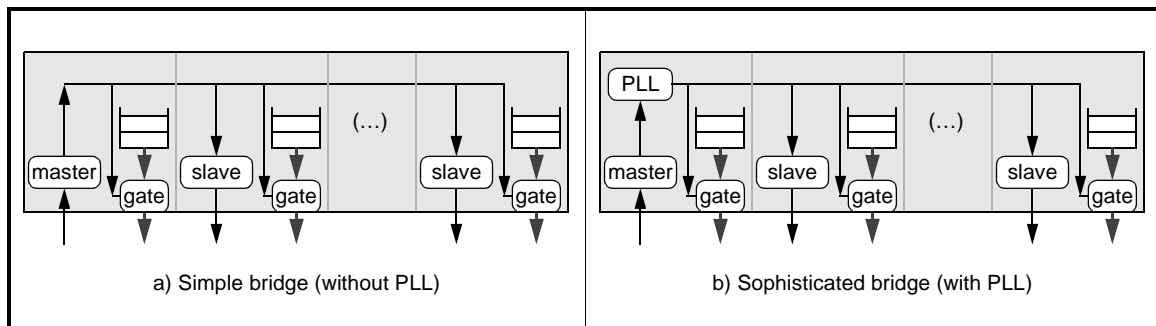 (...)
master
slave
slave
gate
gate
gate
a) Simple bridge (without PLL)
PLL
(...)
master
slave
slave
gate
gate
gate
b) Sophisticated bridge (with PLL)